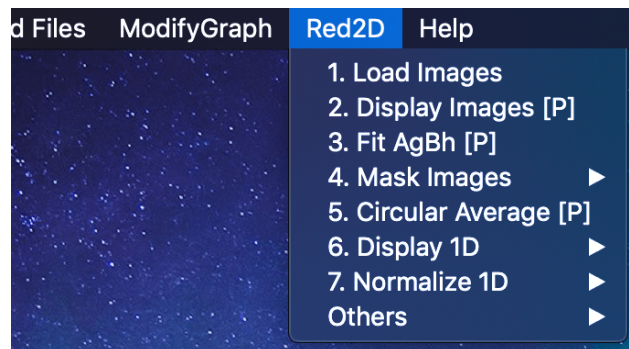 d Files ModifyGraph Red2D Help
1. Load Images
2. Display Images [P]
3. Fit AgBh [P]
4. Mask Images
5. Circular Average [P]
6. Display 1D
7. Normalize 1D
Others